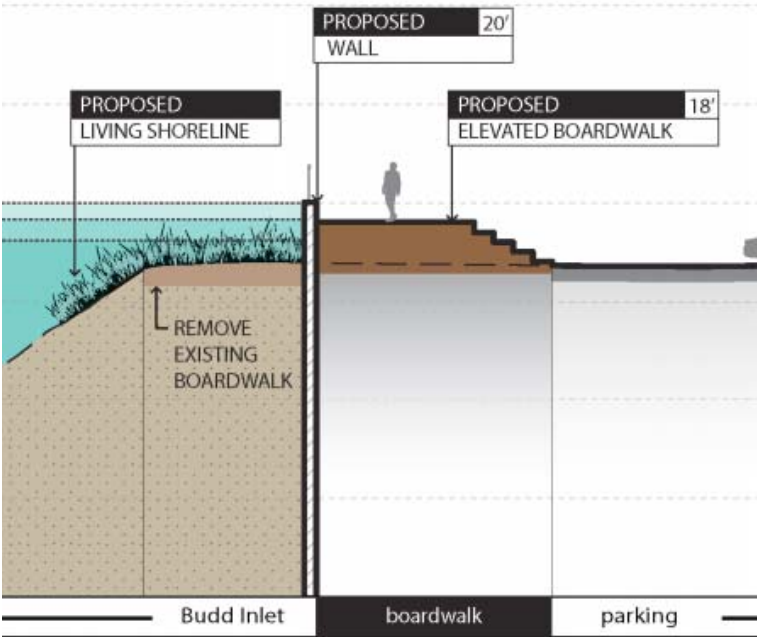 PROPOSED 20'
WALL
PROPOSED
LIVING SHORELINE
PROPOSED 18'
ELEVATED BOARDWALK
REMOVE
EXISTING
BOARDWALK
Budd Inlet boardwalk parking